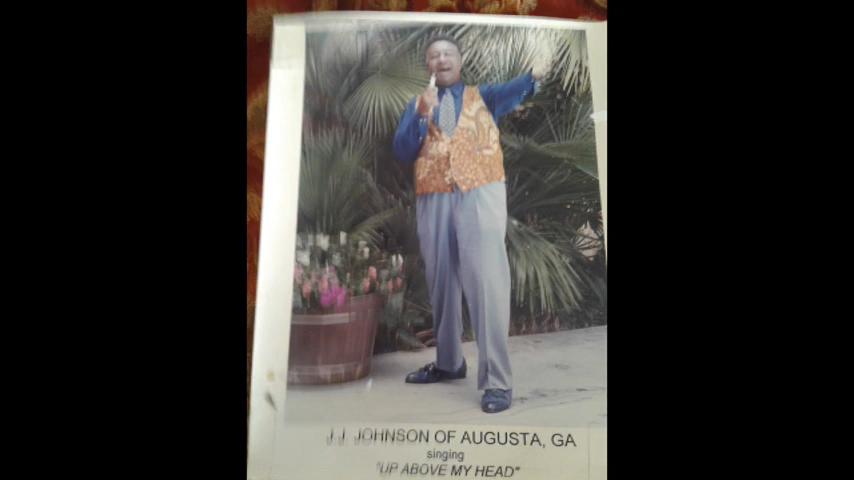 J.J. JOHNSON OF AUGUSTA, GA
singing
"UP ABOVE MY HEAD"